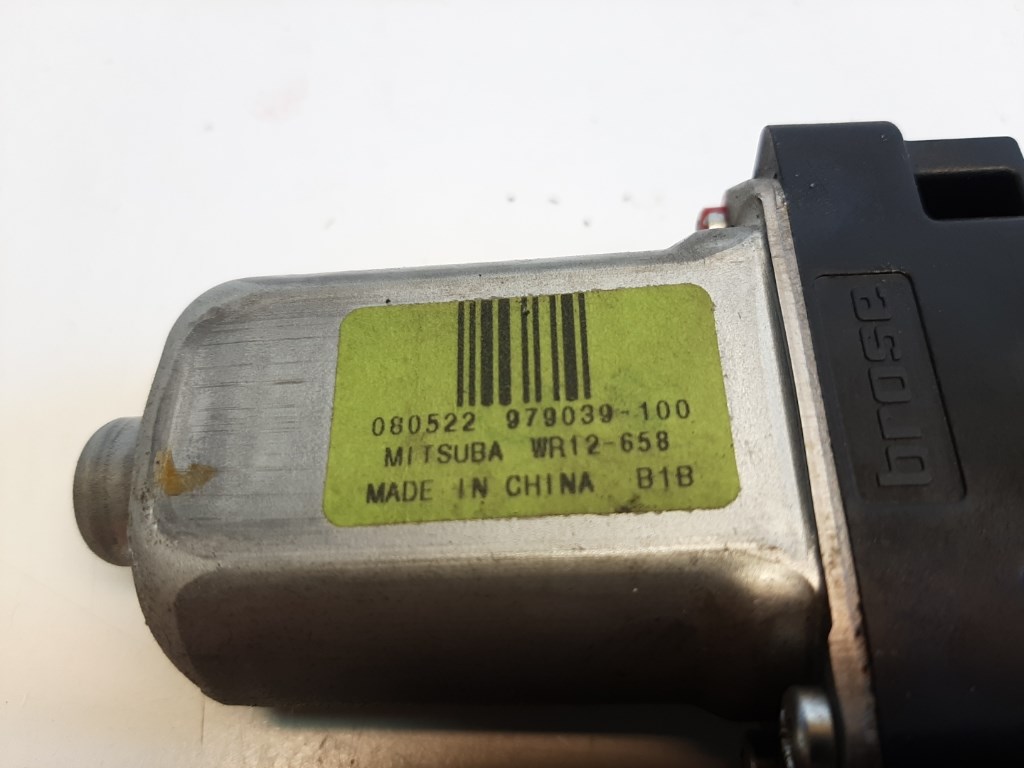 080522 979039-100
MITSUBA WR12-658
MADE IN CHINA B1B
brose